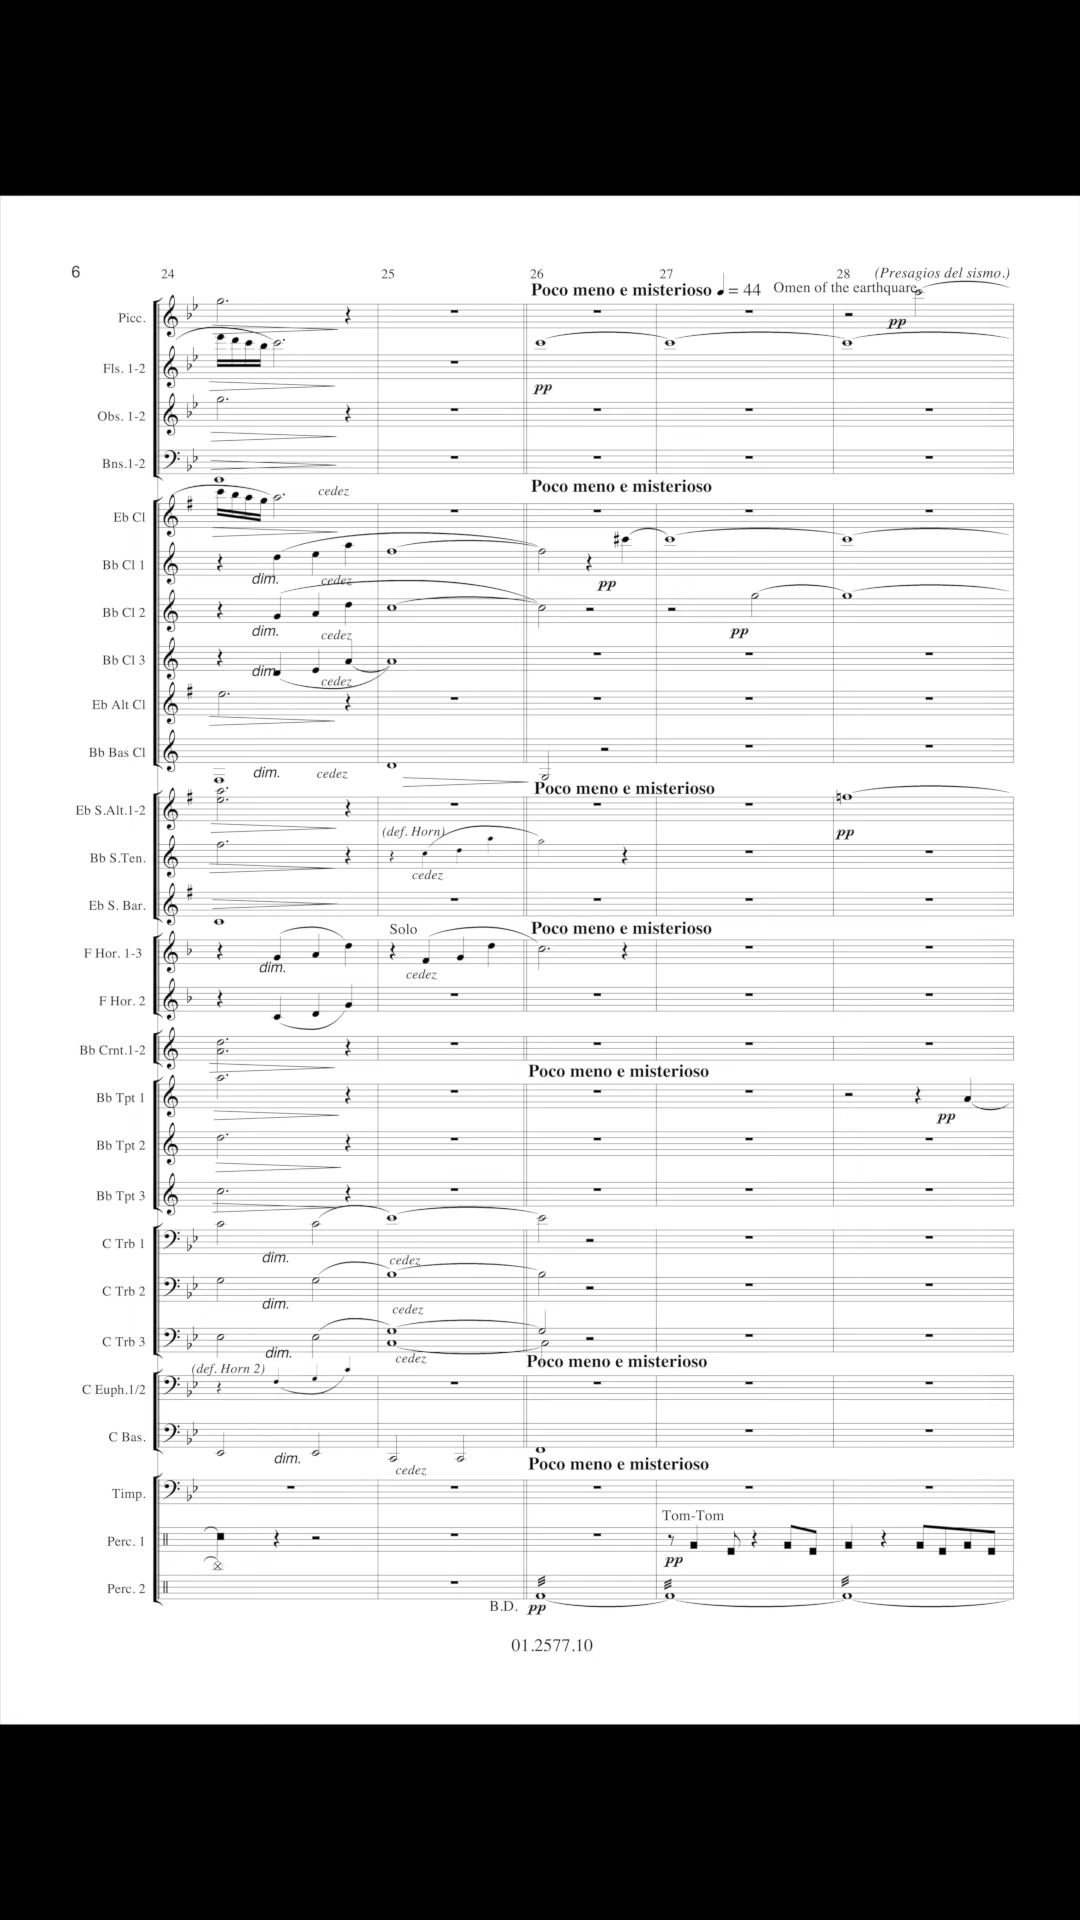 6 24 25 26 27 28 (Presagios del sismo.)
Poco meno e misterioso ♩ = 44 Omen of the earthquare
Picc.
pp
Fls. 1-2
pp
Obs. 1-2
Bns.1-2
cedez Poco meno e misterioso
Eb Cl
Bb Cl 1
dim. cedez pp
Bb Cl 2
dim. cedez pp
Bb Cl 3
dim. cedez
Eb Alt Cl
Bb Bas Cl
dim. cedez
Poco meno e misterioso
Eb S.Alt.1-2
(def. Horn) pp
Bb S.Ten.
cedez
Eb S. Bar.
Solo Poco meno e misterioso
F Hor. 1-3
dim. cedez
F Hor. 2
Bb Crnt.1-2
Poco meno e misterioso
Bb Tpt 1
pp
Bb Tpt 2
Bb Tpt 3
C Trb 1
dim. cedez
C Trb 2
dim. cedez
C Trb 3
dim. cedez
(def. Horn 2) Poco meno e misterioso
C Euph.1/2
C Bas.
dim. cedez
Poco meno e misterioso
Timp.
Tom-Tom
Perc. 1
pp
Perc. 2
B.D. pp
01.2577.10